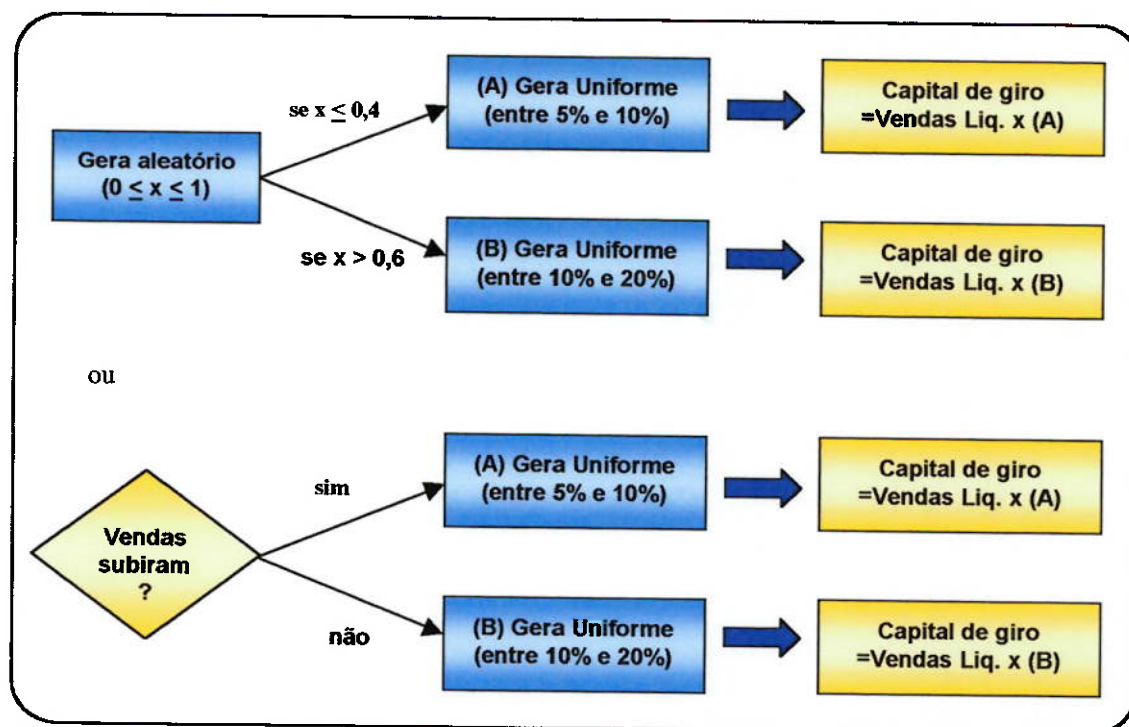 se x ≤ 0,4
(A) Gera Uniforme
(entre 5% e 10%)
Capital de giro
=Vendas Liq. x (A)
Gera aleatório
(0 ≤ x ≤ 1)
se x > 0,6
(B) Gera Uniforme
(entre 10% e 20%)
Capital de giro
=Vendas Liq. x (B)
ou
Vendas
subiram
?
sim
(A) Gera Uniforme
(entre 5% e 10%)
Capital de giro
=Vendas Liq. x (A)
não
(B) Gera Uniforme
(entre 10% e 20%)
Capital de giro
=Vendas Liq. x (B)